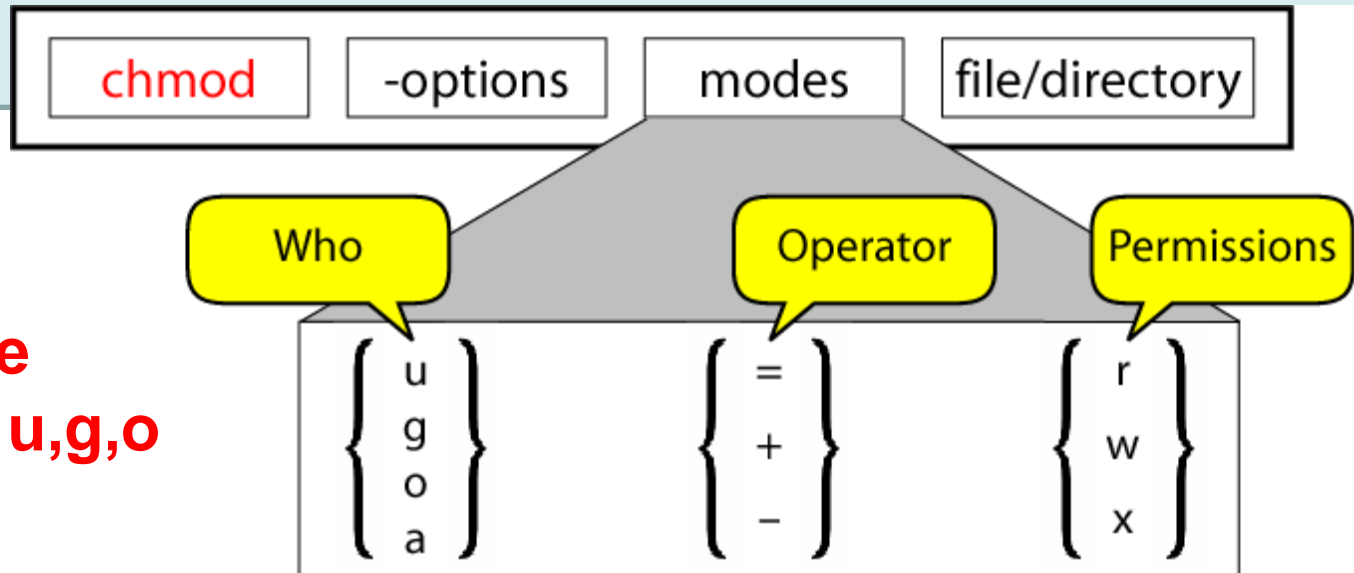 chmod -options modes file/directory
Who Operator Permissions
e
u,g,o
{ u } { = } { r }
g + w
o – x
a